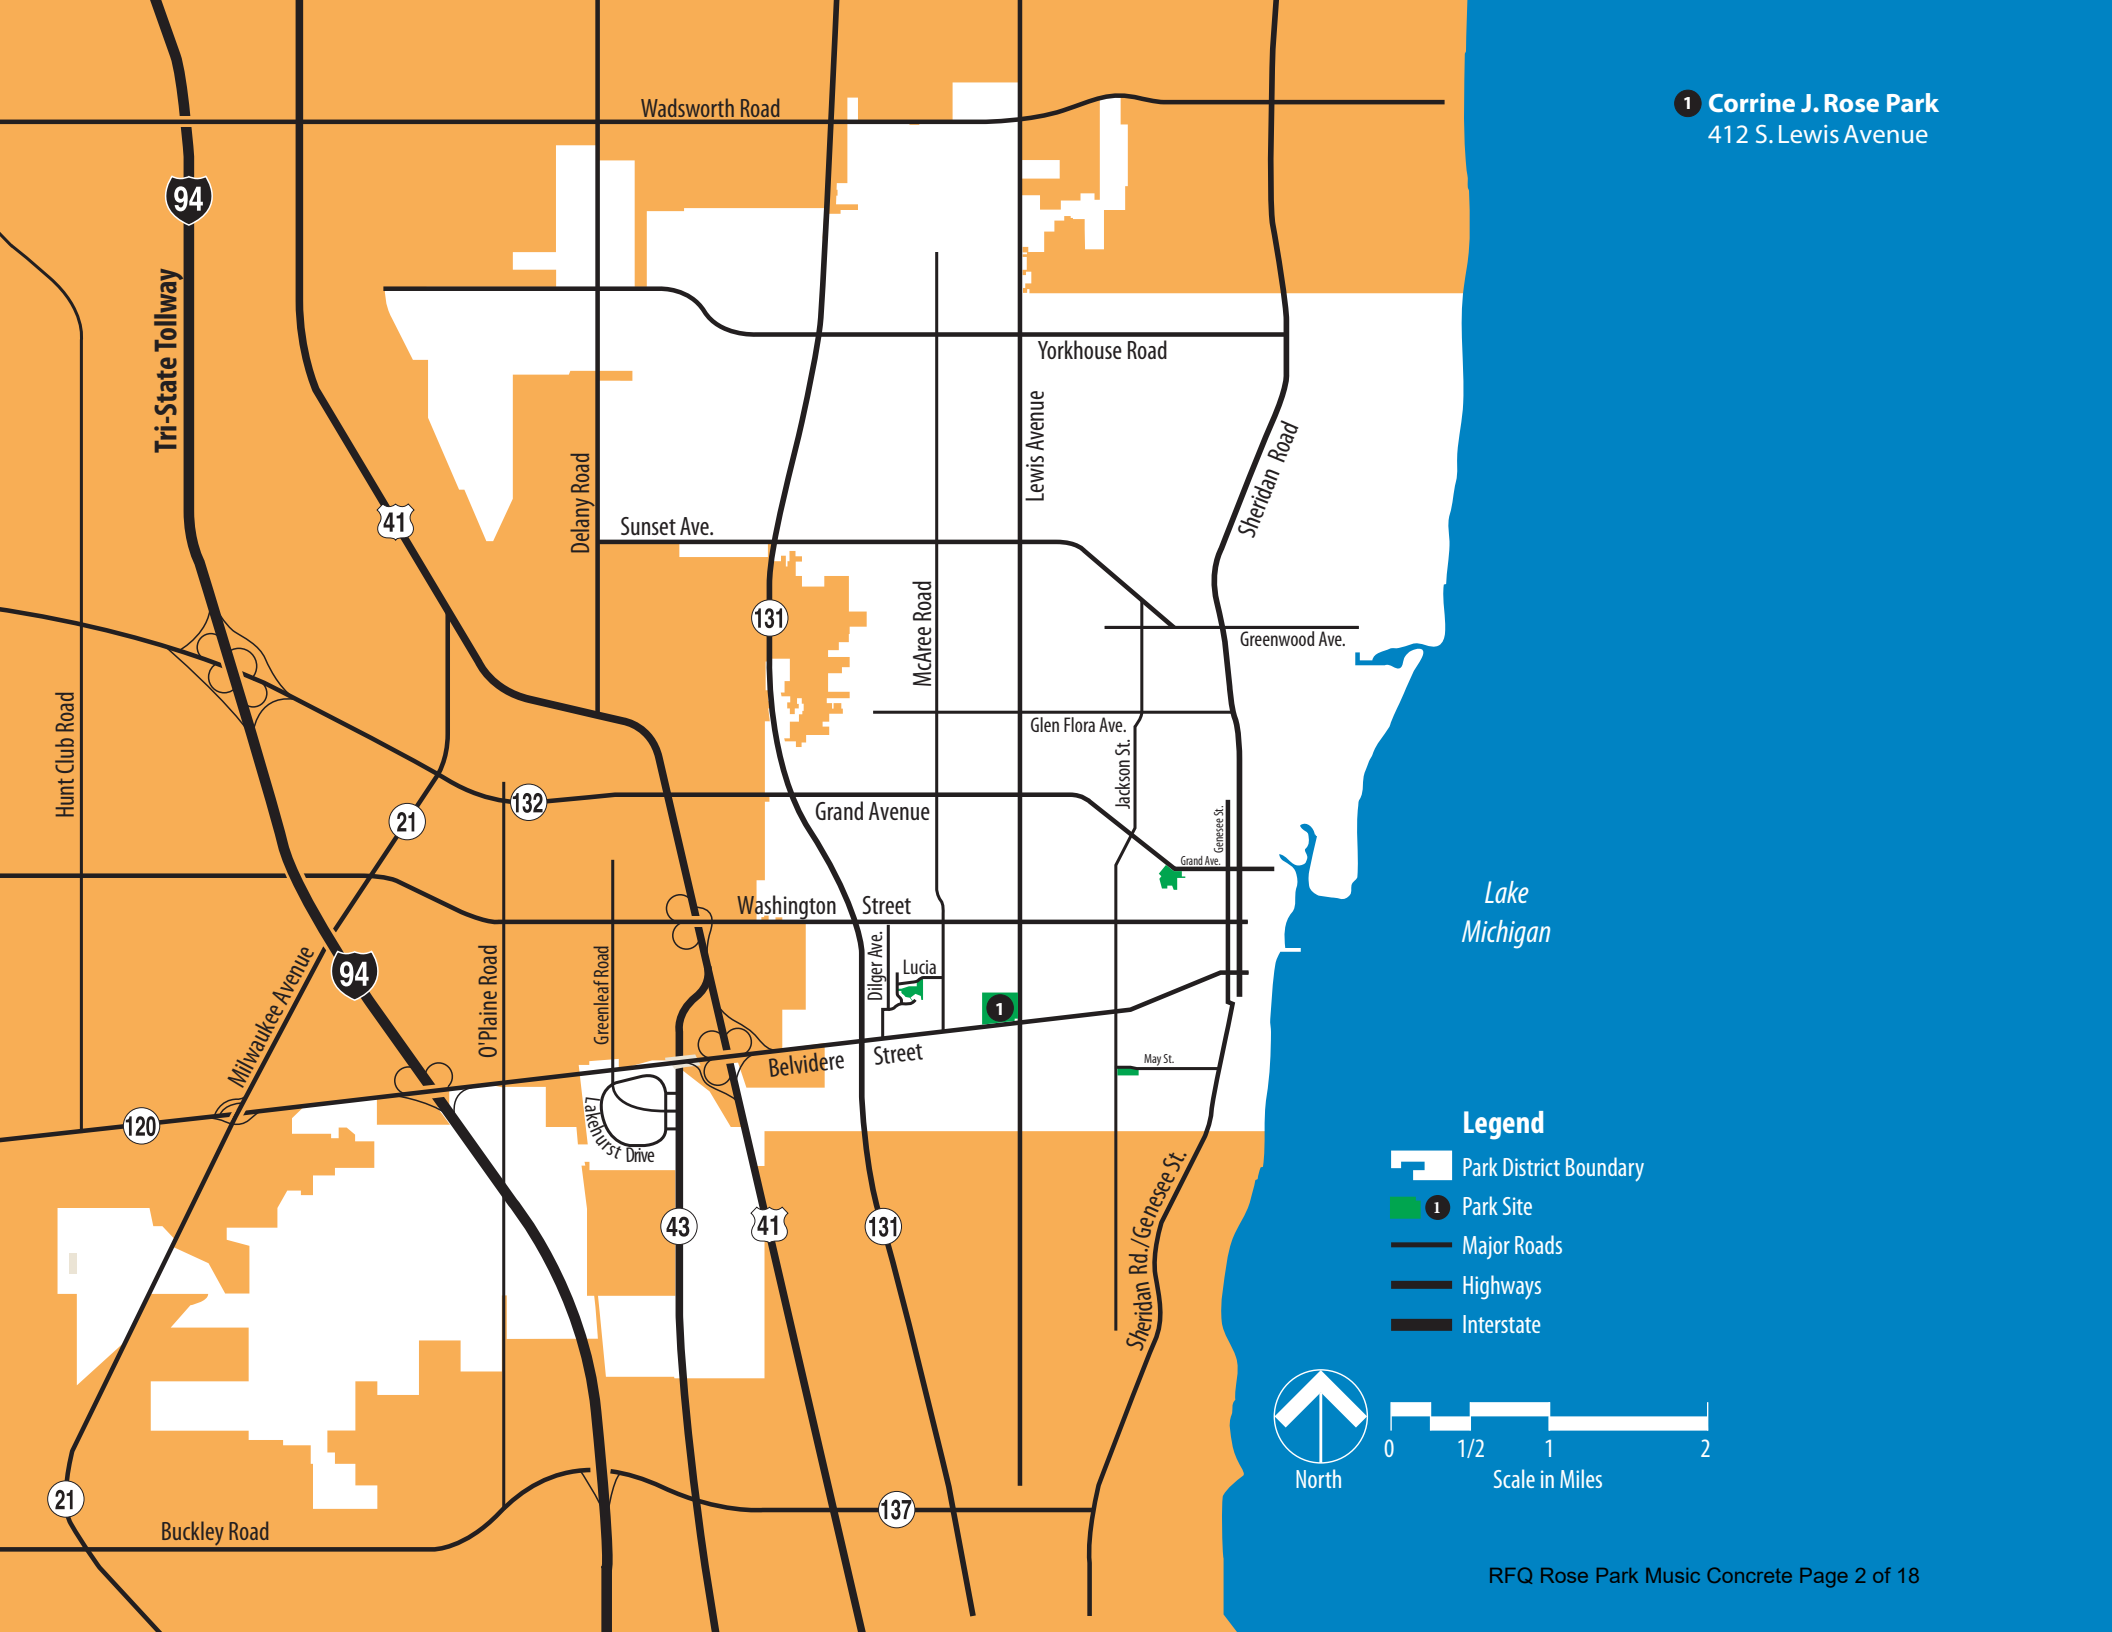 Wadsworth Road
1 Corrine J. Rose Park
412 S. Lewis Avenue
94
Tri-State Tollway
Yorkhouse Road
Lewis Avenue
Sheridan Road
41
Delany Road
Sunset Ave.
131
McAree Road
Greenwood Ave.
Hunt Club Road
Glen Flora Ave.
Jackson St.
132
21
Grand Avenue
Genesee St.
Grand Ave.
Washington Street
Lake
Michigan
94
Milwaukee Avenue
O'Plaine Road
Greenleaf Road
Dilger Ave.
Lucia
1
Belvidere Street
May St.
120
Lakehurst Drive
43
41
131
Sheridan Rd./Genesee St.
Legend
Park District Boundary
1 Park Site
Major Roads
Highways
Interstate
0 1/2 1 2
North
Scale in Miles
21
137
Buckley Road
RFQ Rose Park Music Concrete Page 2 of 18